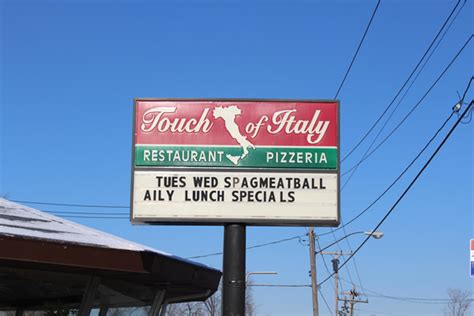 Touch of Italy
RESTAURANT PIZZERIA
TUES WED SPAGMEATBALL
AILY LUNCH SPECIALS